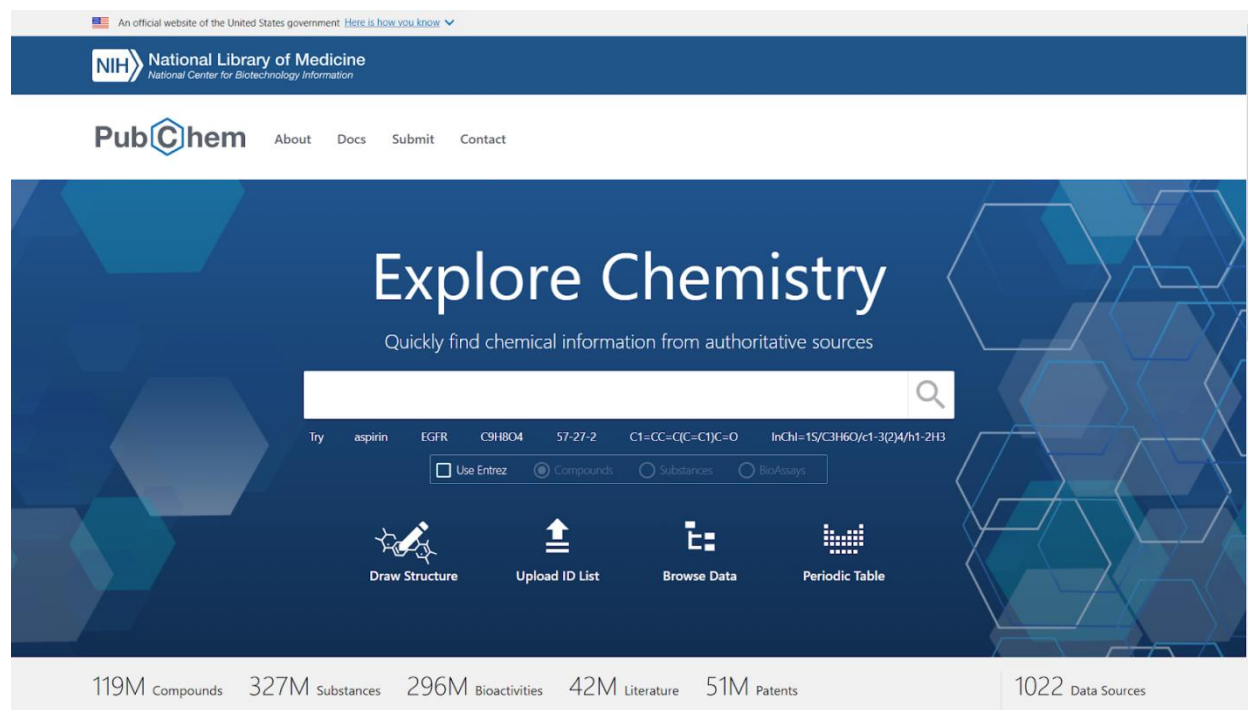 An official website of the United States government Here is how you know
NIH National Library of Medicine
National Center for Biotechnology Information
PubChem About Docs Submit Contact
Explore Chemistry
Quickly find chemical information from authoritative sources
Try aspirin EGFR C9H8O4 57-27-2 C1=CC=C(C=C1)C=O InChI=1S/C3H6O/c1-3(2)4/h1-2H3
Use Entrez Compounds Substances BioAssays
Draw Structure Upload ID List Browse Data Periodic Table
119M Compounds 327M Substances 296M Bioactivities 42M Literature 51M Patents 1022 Data Sources